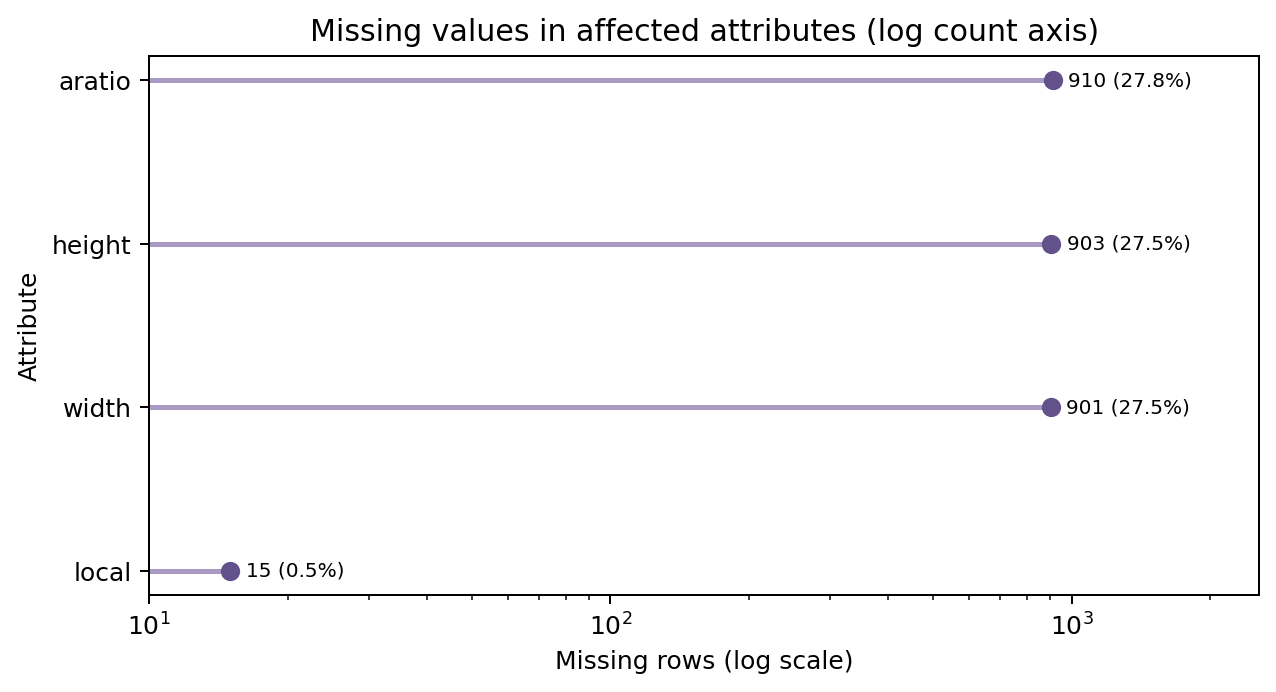 Missing values in affected attributes (log count axis)
aratio
910 (27.8%)
height
903 (27.5%)
Attribute
width
901 (27.5%)
local
15 (0.5%)
10¹ 10² 10³
Missing rows (log scale)